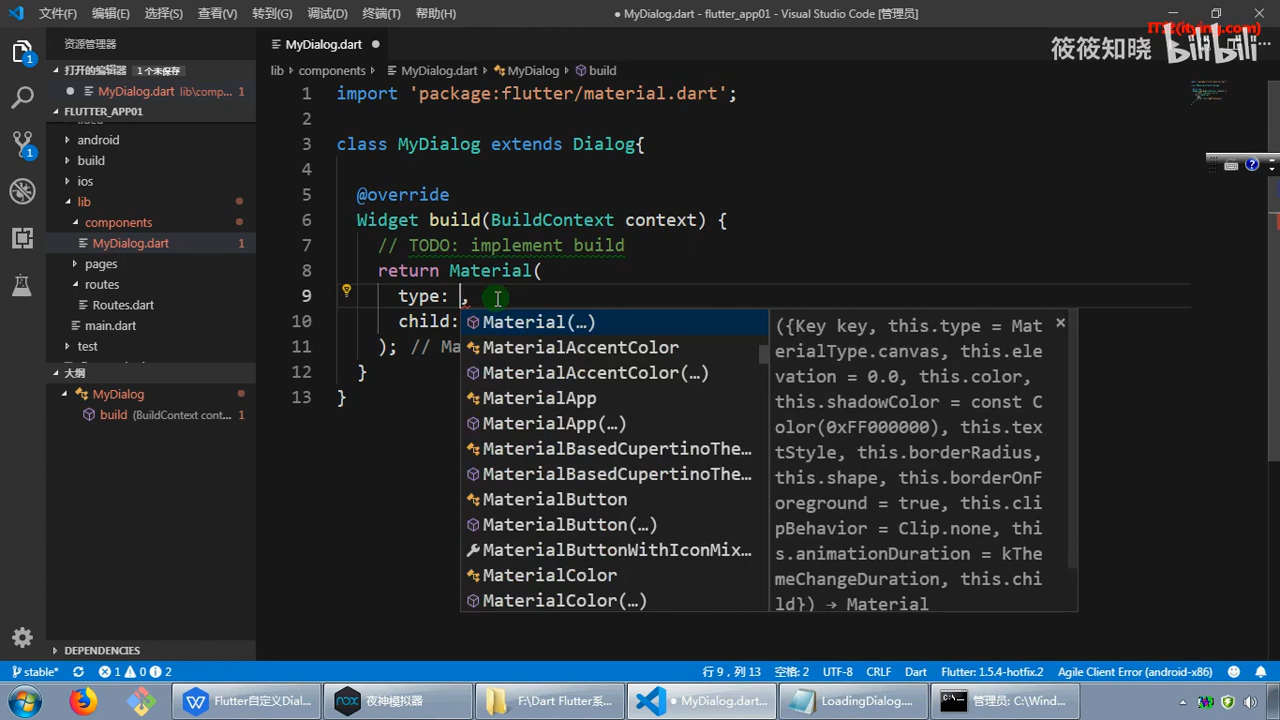 文件(F) 编辑(E) 选择(S) 查看(V) 转到(G) 调试(D) 终端(T) 帮助(H) ● MyDialog.dart - flutter_app01 - Visual Studio Code [管理员]
IT营(itying.com)
筱筱知晓 bilibili
资源管理器 MyDialog.dart ●
打开的编辑器 1 个未保存
lib › components › MyDialog.dart › MyDialog › build
● MyDialog.dart lib\comp... 1
FLUTTER_APP01
android
build
ios
lib
components
MyDialog.dart 1
pages
routes
Routes.dart
main.dart
test
大纲
MyDialog
build (BuildContext cont... 1
DEPENDENCIES
1 import 'package:flutter/material.dart';
2
3 class MyDialog extends Dialog{
4
5 @override
6 Widget build(BuildContext context) {
7 // TODO: implement build
8 return Material(
9 type: ,
10 child:
11 ); // Ma
12 }
13 }
Material(…)
MaterialAccentColor
MaterialAccentColor(…)
MaterialApp
MaterialApp(…)
MaterialBasedCupertinoThe…
MaterialBasedCupertinoThe…
MaterialButton
MaterialButton(…)
MaterialButtonWithIconMix…
MaterialColor
MaterialColor(…)
({Key key, this.type = Mat
erialType.canvas, this.ele
vation = 0.0, this.color,
this.shadowColor = const C
olor(0xFF000000), this.tex
tStyle, this.borderRadius,
this.shape, this.borderOnF
oreground = true, this.cli
pBehavior = Clip.none, thi
s.animationDuration = kThe
meChangeDuration, this.chi
ld}) → Material
stable* 1 0 2 行 9，列 13 空格: 2 UTF-8 CRLF Dart Flutter: 1.5.4-hotfix.2 Agile Client Error (android-x86)
Flutter自定义Dial... 夜神模拟器 F:\Dart Flutter系... ● MyDialog.dart... LoadingDialog.... 管理员: C:\Wind...